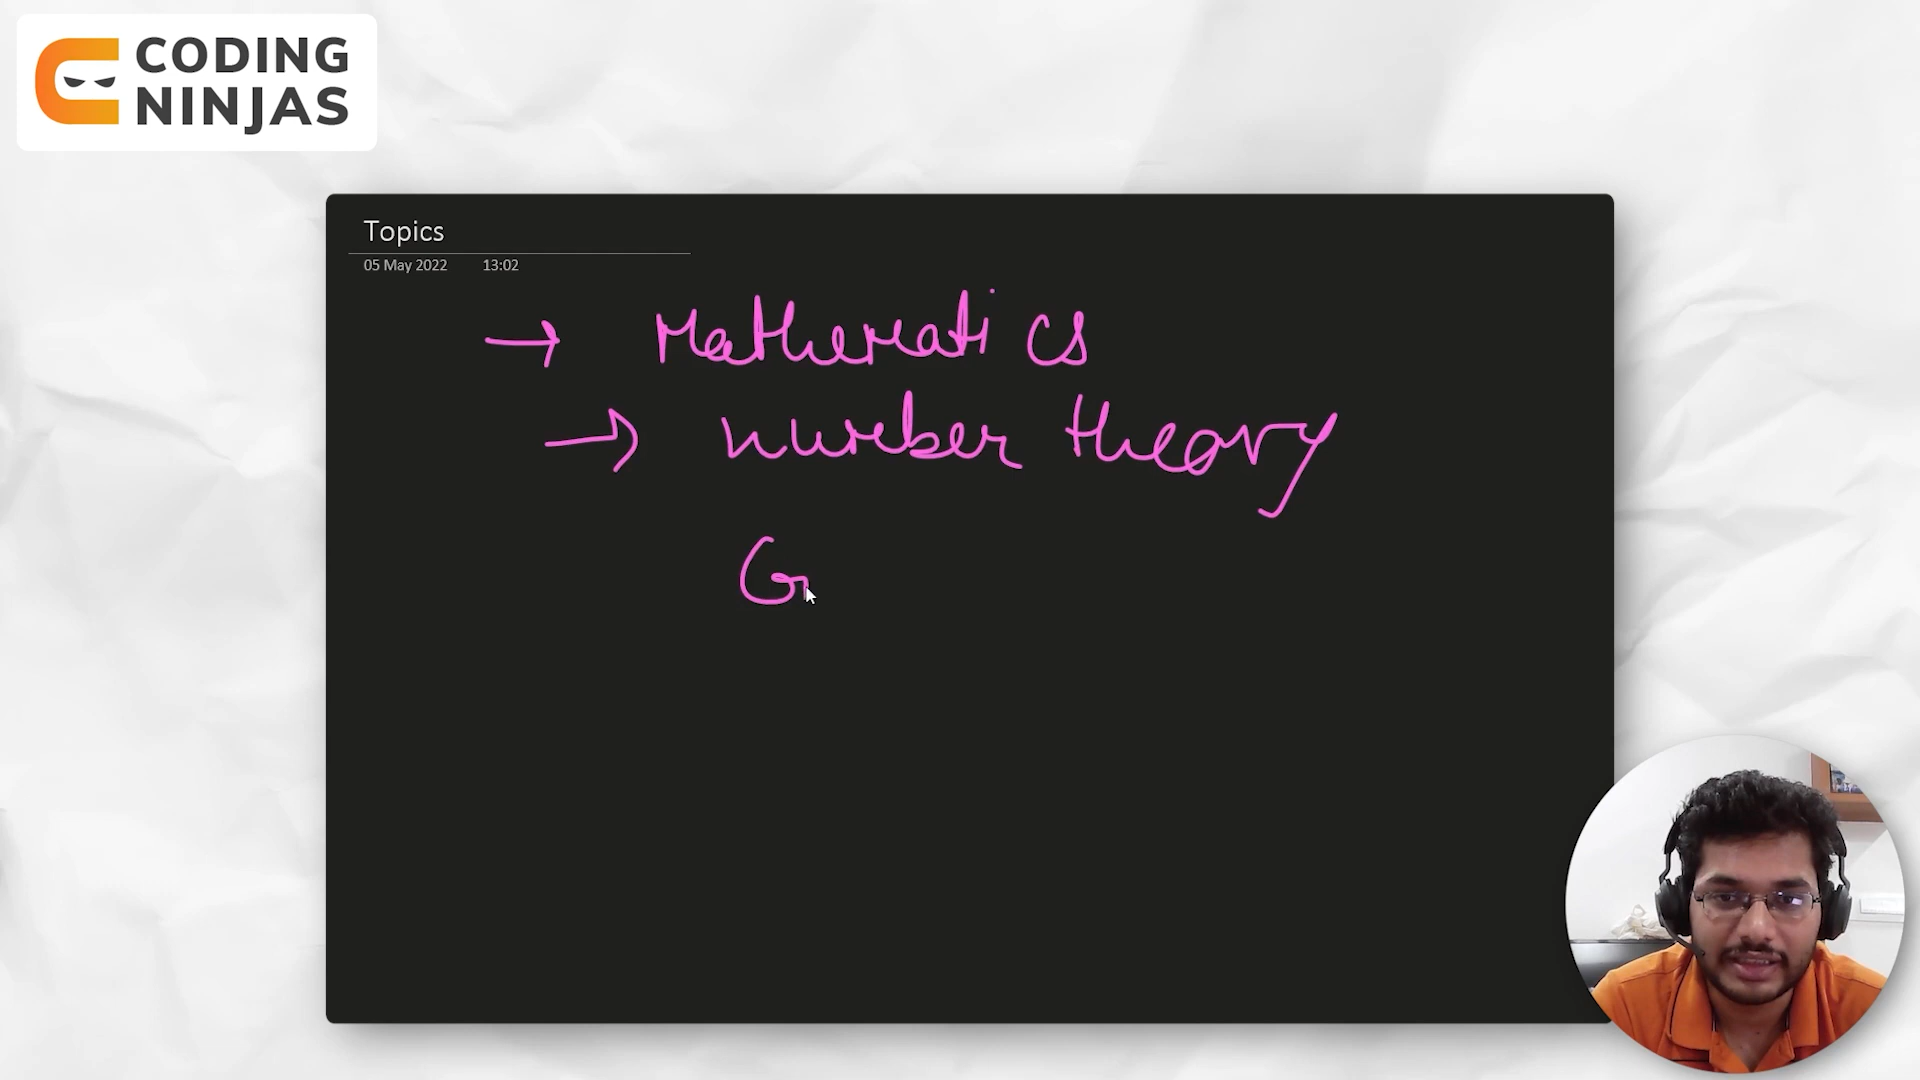 CODING
NINJAS
Topics
05 May 2022 13:02
→ Mathematics
→ number theory
G